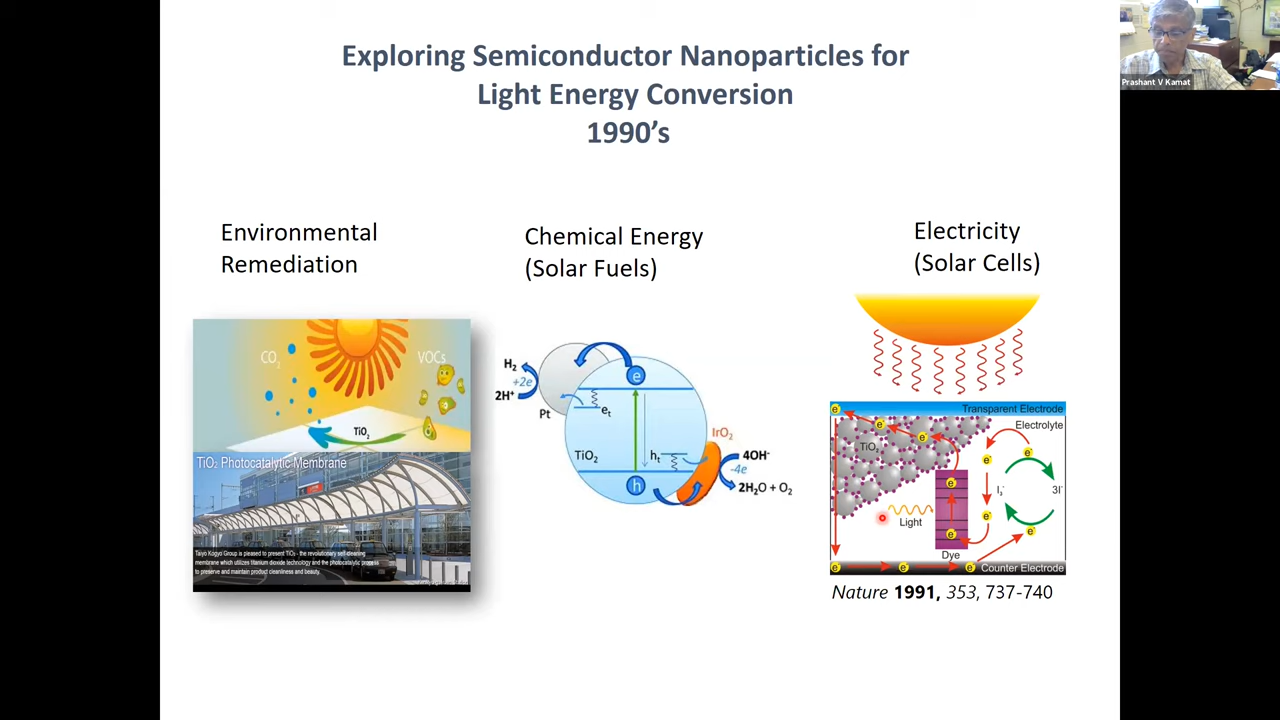 Exploring Semiconductor Nanoparticles for
Light Energy Conversion
1990's
Prashant V Kamat
Environmental
Remediation
CO2
VOCs
TiO2
TiO2 Photocatalytic Membrane
Taiyo Kogyo Group is pleased to present TiO2 - the revolutionary self-cleaning
membrane which utilizes titanium dioxide technology and the photocatalytic process
to preserve and maintain product cleanliness and beauty.
Chemical Energy
(Solar Fuels)
H2
+2e
2H+
Pt
e
et
TiO2
ht
h
IrO2
4OH-
-4e
2H2O + O2
Electricity
(Solar Cells)
Transparent Electrode
Electrolyte
e-
e-
e-
TiO2
e-
e-
e-
I3-
3I-
e-
e-
e-
Light
Dye
e-
e-
e-
Counter Electrode
Nature 1991, 353, 737-740